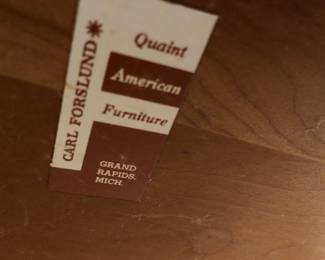 CARL FORSLUND*
Quaint
American
Furniture
GRAND
RAPIDS,
MICH.